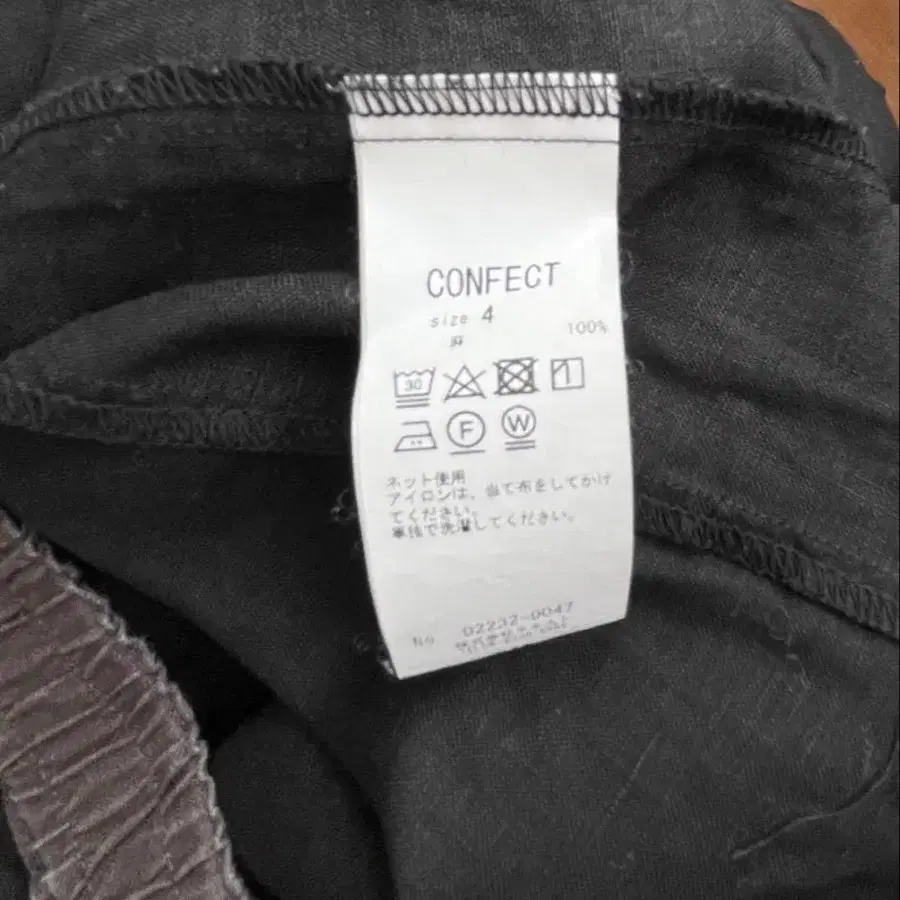 CONFECT
size 4
麻 100%
30
F W
ネット使用
アイロンは、当て布をしてかけ
てください。
単独で洗濯してください。
No 02232-0047